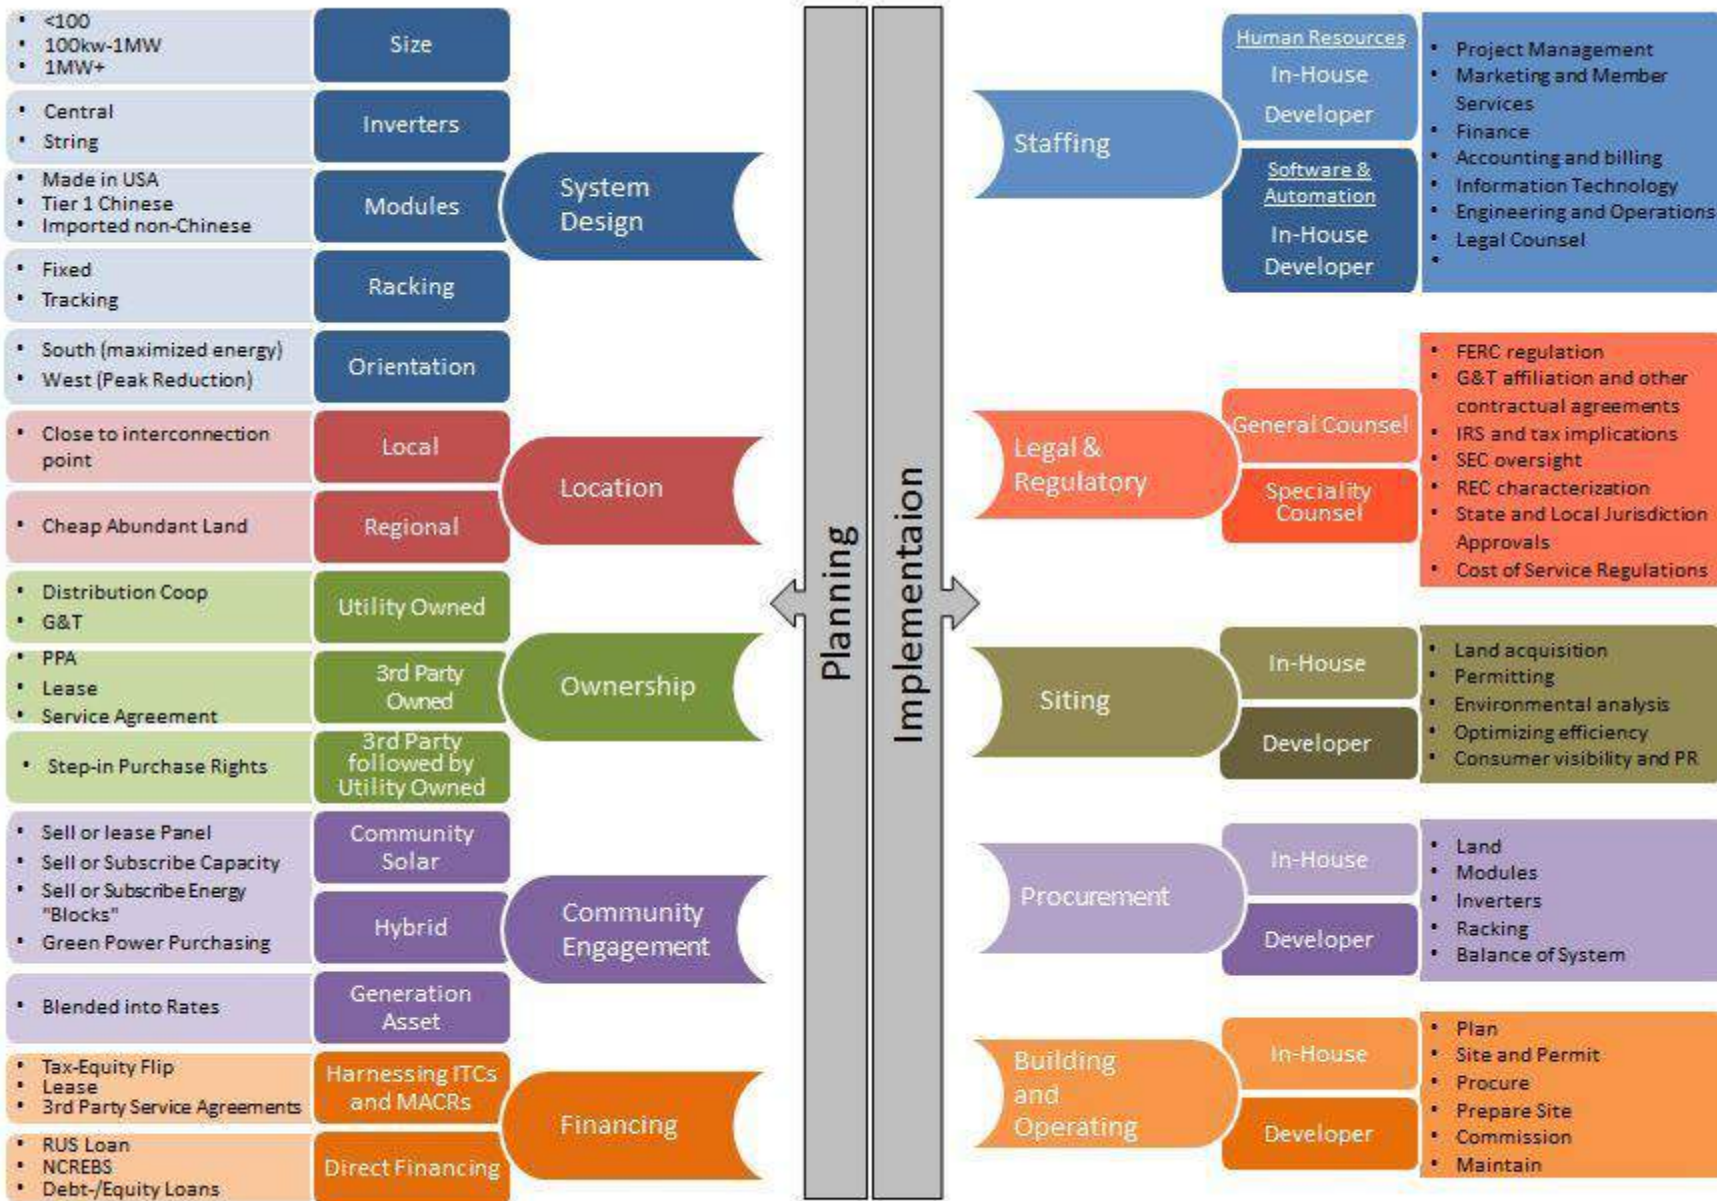 • <100
• 100kw-1MW
• 1MW+
Size
• Central
• String
Inverters
• Made in USA
• Tier 1 Chinese
• Imported non-Chinese
Modules
• Fixed
• Tracking
Racking
• South (maximized energy)
• West (Peak Reduction)
Orientation
System
Design
• Close to interconnection
point
Local
• Cheap Abundant Land
Regional
Location
• Distribution Coop
• G&T
Utility Owned
• PPA
• Lease
• Service Agreement
3rd Party
Owned
• Step-in Purchase Rights
3rd Party
followed by
Utility Owned
Ownership
• Sell or lease Panel
• Sell or Subscribe Capacity
• Sell or Subscribe Energy
"Blocks"
• Green Power Purchasing
Community
Solar
Hybrid
• Blended into Rates
Generation
Asset
Community
Engagement
• Tax-Equity Flip
• Lease
• 3rd Party Service Agreements
Harnessing ITCs
and MACRs
• RUS Loan
• NCREBS
• Debt-/Equity Loans
Direct Financing
Financing
Planning
Implementaion
Staffing
Human Resources
In-House
Developer
Software &
Automation
In-House
Developer
• Project Management
• Marketing and Member
Services
• Finance
• Accounting and billing
• Information Technology
• Engineering and Operations
• Legal Counsel
•
Legal &
Regulatory
General Counsel
Speciality
Counsel
• FERC regulation
• G&T affiliation and other
contractual agreements
• IRS and tax implications
• SEC oversight
• REC characterization
• State and Local Jurisdiction
Approvals
• Cost of Service Regulations
Siting
In-House
Developer
• Land acquisition
• Permitting
• Environmental analysis
• Optimizing efficiency
• Consumer visibility and PR
Procurement
In-House
Developer
• Land
• Modules
• Inverters
• Racking
• Balance of System
Building
and
Operating
In-House
Developer
• Plan
• Site and Permit
• Procure
• Prepare Site
• Commission
• Maintain